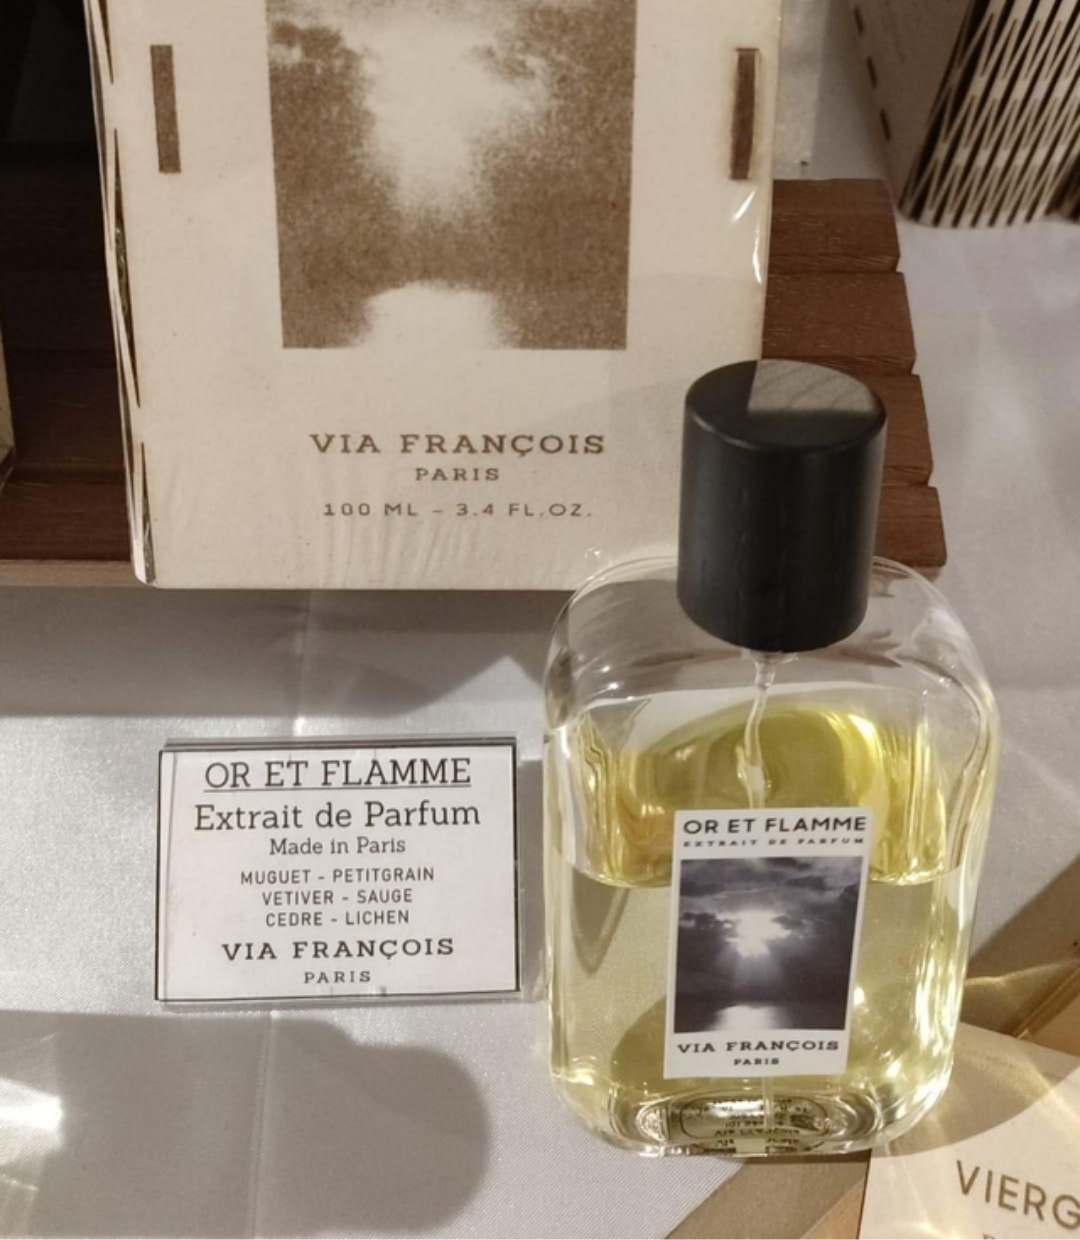 VIA FRANÇOIS
PARIS
100 ML - 3.4 FL.OZ.
OR ET FLAMME
Extrait de Parfum
Made in Paris
MUGUET - PETITGRAIN
VETIVER - SAUGE
CEDRE - LICHEN
VIA FRANÇOIS
PARIS
OR ET FLAMME
EXTRAIT DE PARFUM
VIA FRANÇOIS
PARIS
VIERG